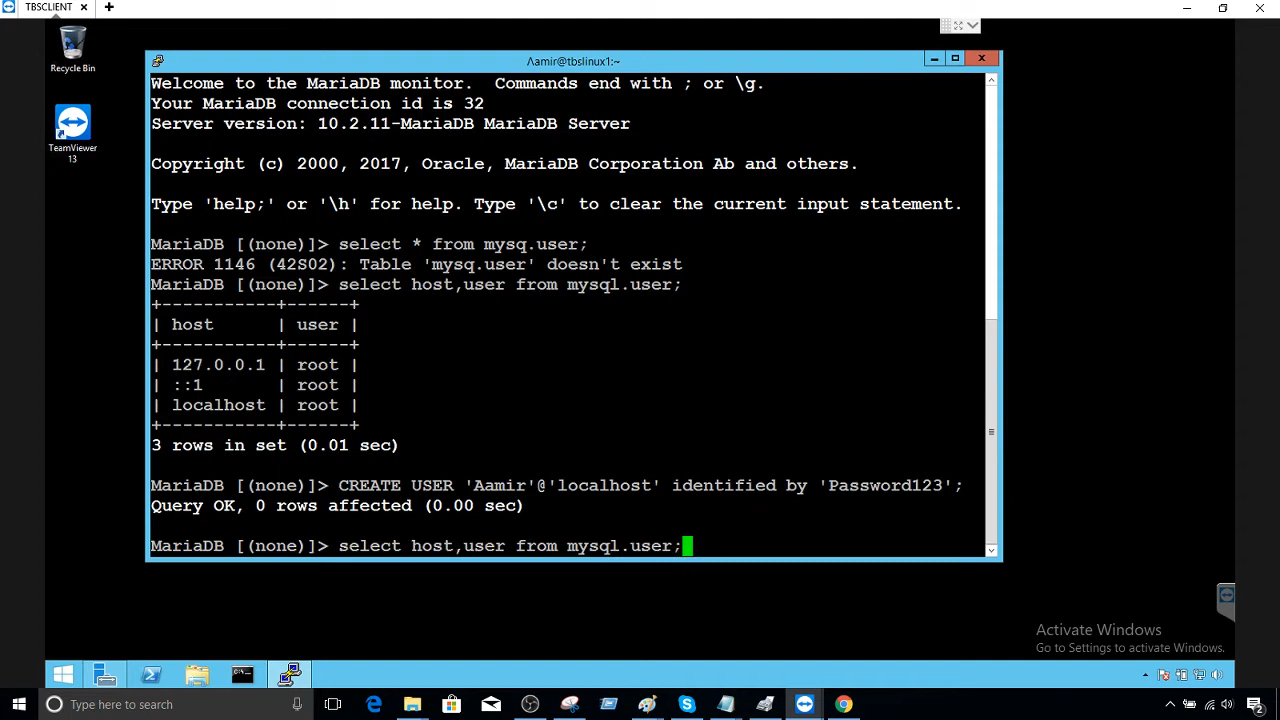 TBSCLIENT
Recycle Bin
TeamViewer
13
Aamir@tbslinux1:~
Welcome to the MariaDB monitor.  Commands end with ; or \g.
Your MariaDB connection id is 32
Server version: 10.2.11-MariaDB MariaDB Server
Copyright (c) 2000, 2017, Oracle, MariaDB Corporation Ab and others.
Type 'help;' or '\h' for help. Type '\c' to clear the current input statement.
MariaDB [(none)]> select * from mysq.user;
ERROR 1146 (42S02): Table 'mysq.user' doesn't exist
MariaDB [(none)]> select host,user from mysql.user;
+-----------+------+
| host      | user |
+-----------+------+
| 127.0.0.1 | root |
| ::1       | root |
| localhost | root |
+-----------+------+
3 rows in set (0.01 sec)
MariaDB [(none)]> CREATE USER 'Aamir'@'localhost' identified by 'Password123';
Query OK, 0 rows affected (0.00 sec)
MariaDB [(none)]> select host,user from mysql.user;
Activate Windows
Go to Settings to activate Windows.
Type here to search
2